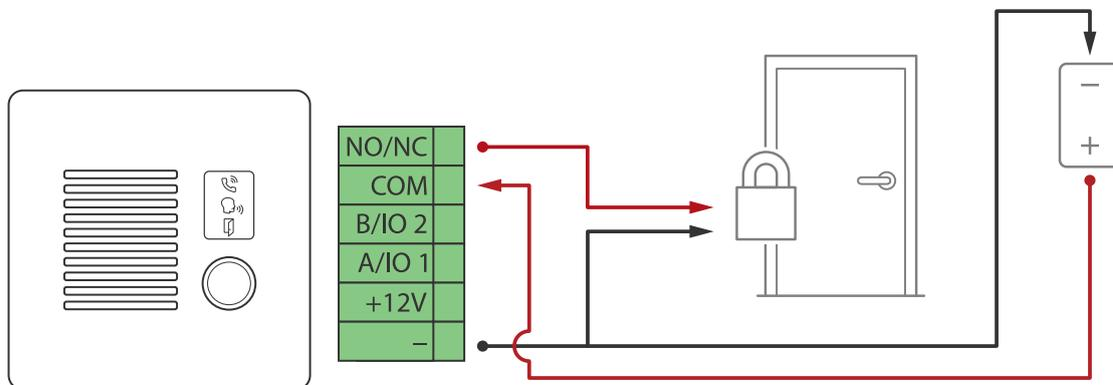 NO/NC
COM
B/IO 2
A/IO 1
+12V
–
–
+